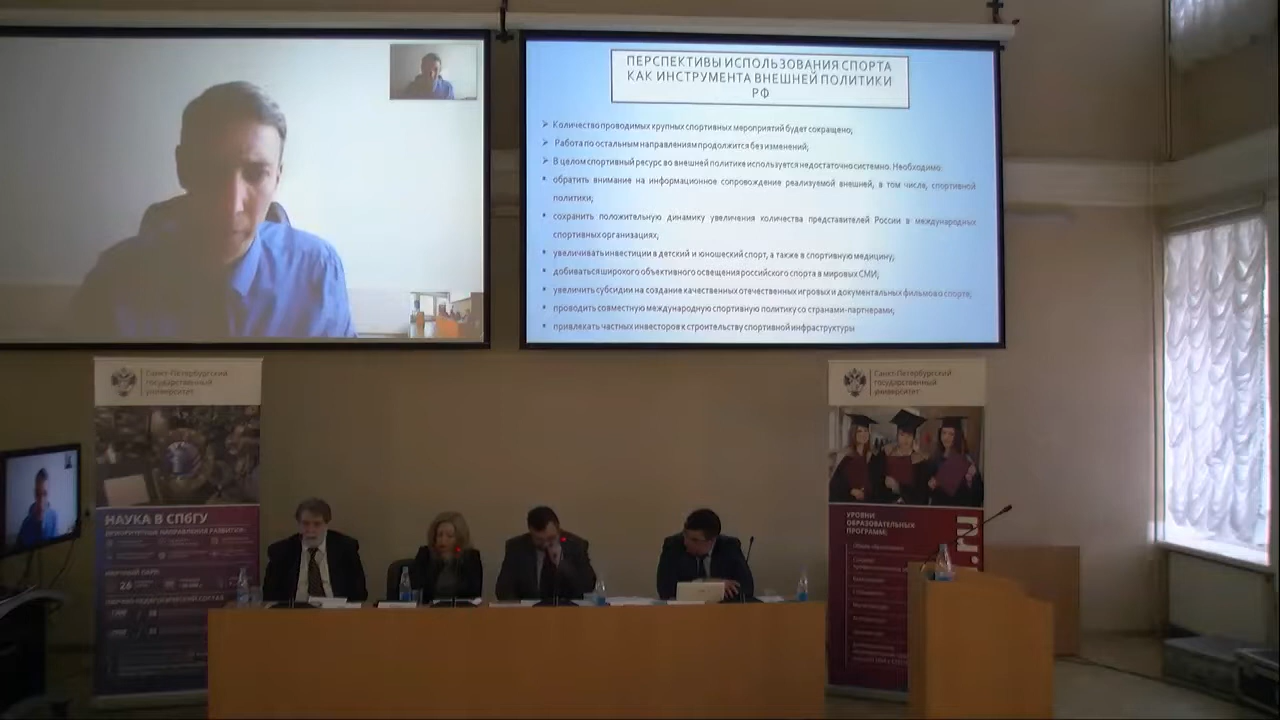 ПЕРСПЕКТИВЫ ИСПОЛЬЗОВАНИЯ СПОРТА
КАК ИНСТРУМЕНТА ВНЕШНЕЙ ПОЛИТИКИ
РФ
Количество проводимых крупных спортивных мероприятий будет сокращено;
Работа по остальным направлениям продолжится без изменений;
В целом спортивный ресурс во внешней политике используется недостаточно системно. Необходимо:
обратить внимание на информационное сопровождение реализуемой внешней, в том числе, спортивной
политики;
сохранить положительную динамику увеличения количества представителей России в международных
спортивных организациях;
увеличивать инвестиции в детский и юношеский спорт, а также в спортивную медицину;
добиваться широкого объективного освещения российского спорта в мировых СМИ;
увеличить субсидии на создание качественных отечественных игровых и документальных фильмов о спорте;
проводить совместную международную спортивную политику со странами-партнерами;
привлекать частных инвесторов к строительству спортивной инфраструктуры
Санкт-Петербургский
государственный
университет
НАУКА В СПбГУ
26
Санкт-Петербургский
государственный
университет
УРОВНИ
ОБРАЗОВАТЕЛЬНЫХ
ПРОГРАММ:
.ru